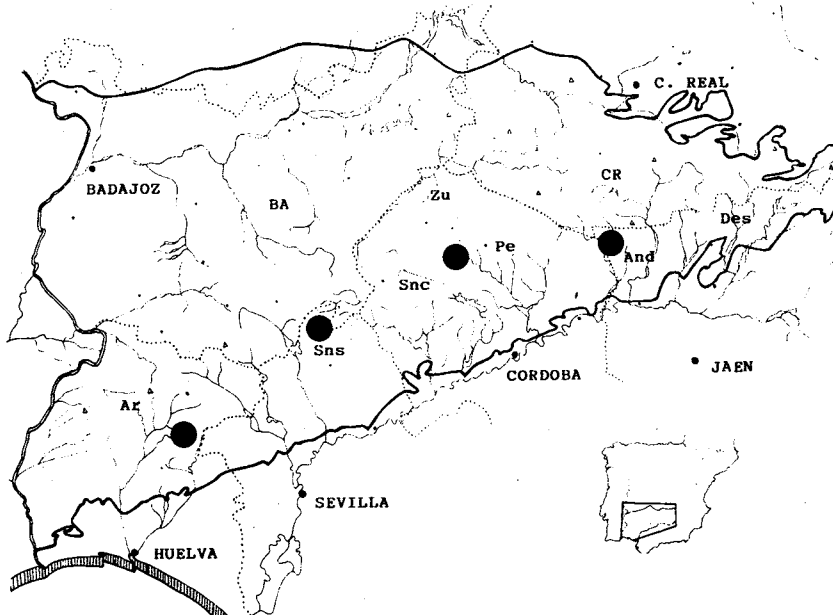 C. REAL
CR
BADAJOZ
BA
Zu
Des
Pe
And
Snc
Sns
CORDOBA
JAEN
Ar
SEVILLA
HUELVA